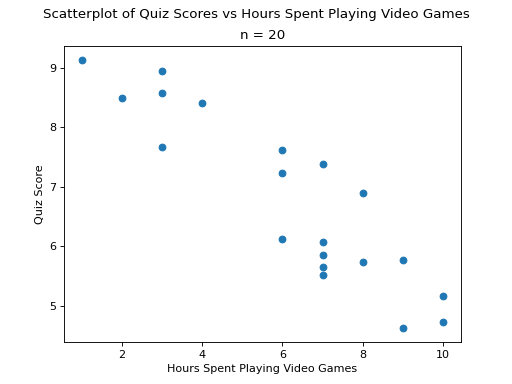 Scatterplot of Quiz Scores vs Hours Spent Playing Video Games
n = 20
9
8
7
6
5
Quiz Score
2 4 6 8 10
Hours Spent Playing Video Games